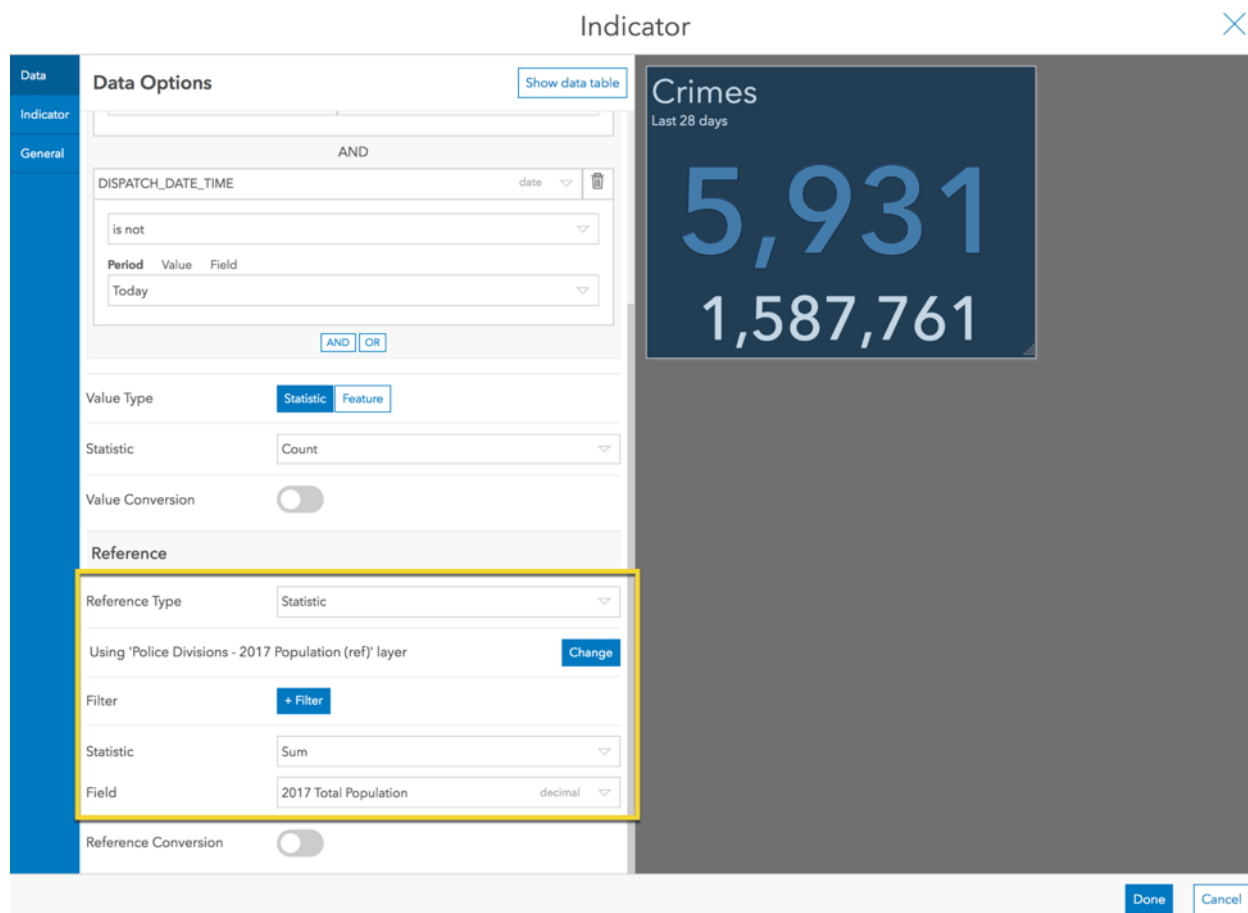 Indicator
Data
Indicator
General
Data Options
Show data table
AND
DISPATCH_DATE_TIME date
is not
Period Value Field
Today
AND OR
Value Type Statistic Feature
Statistic Count
Value Conversion
Reference
Reference Type Statistic
Using 'Police Divisions - 2017 Population (ref)' layer Change
Filter + Filter
Statistic Sum
Field 2017 Total Population decimal
Reference Conversion
Crimes
Last 28 days
5,931
1,587,761
Done Cancel